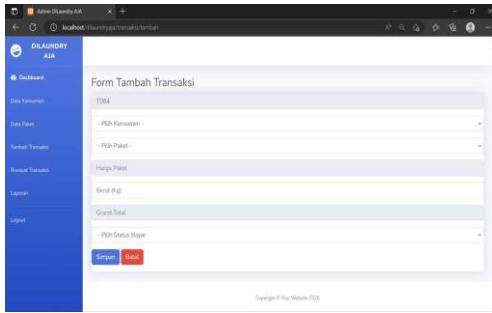 Admin DiLaundry AJA
localhost/dilaundryaja/transaksi/tambah
DILAUNDRY
AJA
Dashboard
Data Konsumen
Data Paket
Tambah Transaksi
Riwayat Transaksi
Laporan
Logout
Form Tambah Transaksi
T004
- Pilih Konsumen -
- Pilih Paket -
Harga Paket
Berat (Kg)
Grand Total
- Pilih Status Bayar
Simpan
Batal
Copyright © Your Website 2020